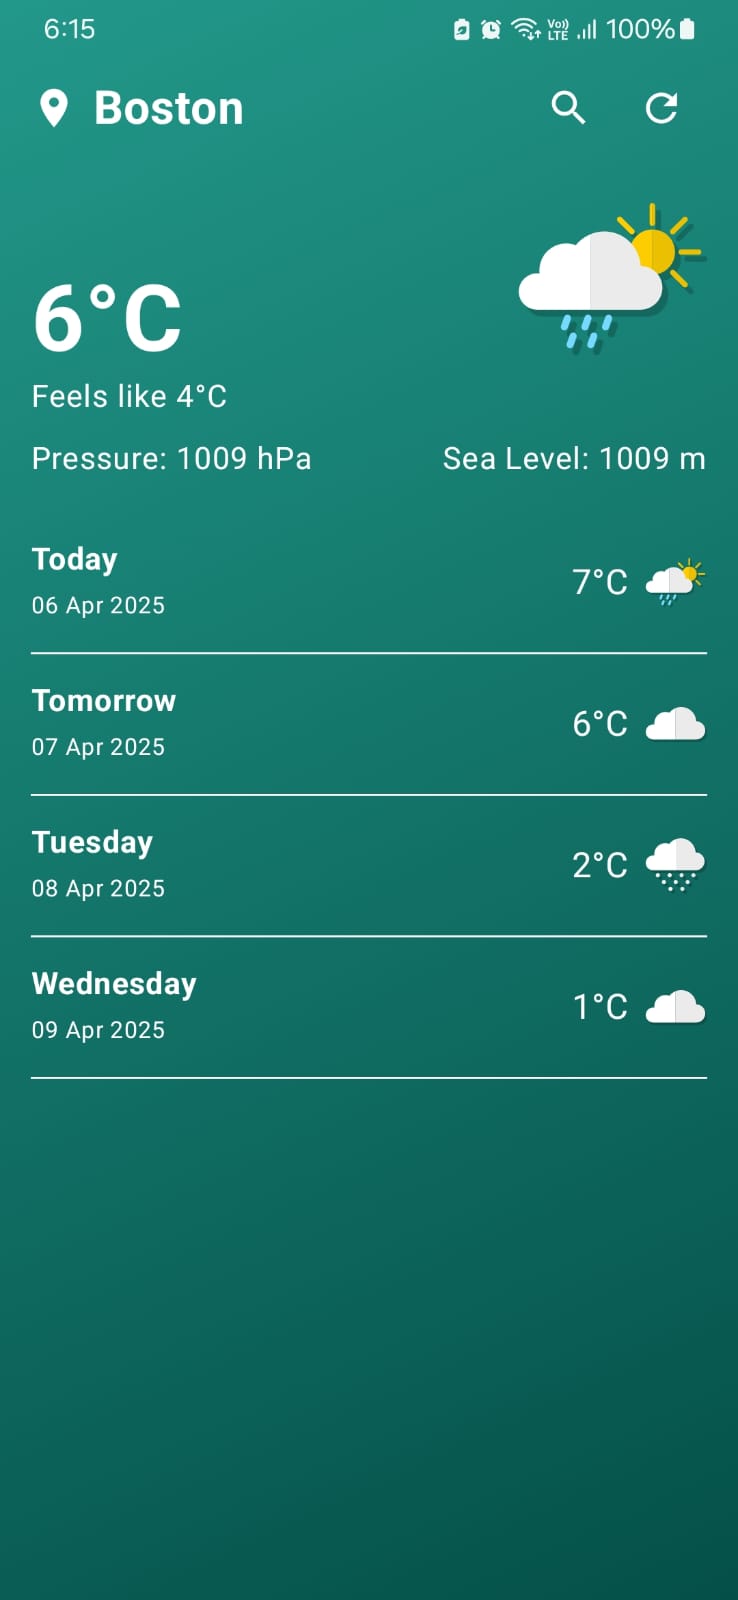 6:15 Vo)) LTE 100%
Boston
6°C
Feels like 4°C
Pressure: 1009 hPa Sea Level: 1009 m
Today
7°C
06 Apr 2025
Tomorrow
6°C
07 Apr 2025
Tuesday
2°C
08 Apr 2025
Wednesday
1°C
09 Apr 2025